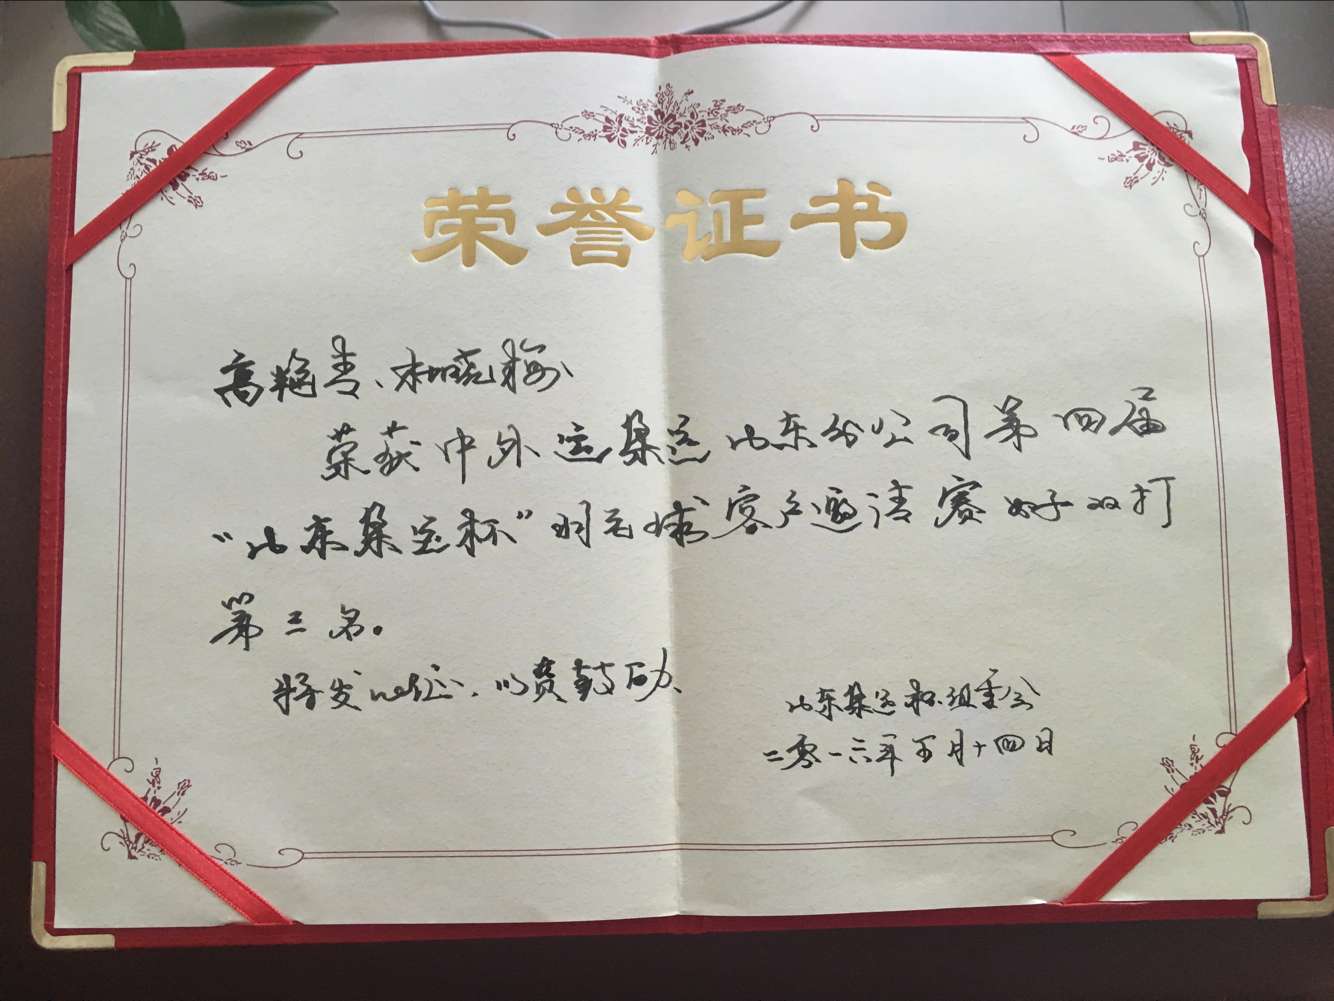 荣誉证书
高艳青、相晓梅
荣获中外运集运山东分公司第四届
“山东集运杯”羽毛球客户邀请赛女子双打
第三名。
特发此证，以资鼓励、
山东集运杯组委会
二零一六年五月十四日